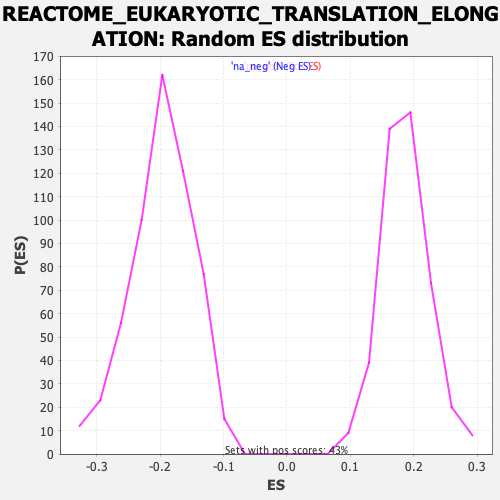 REACTOME_EUKARYOTIC_TRANSLATION_ELONG
ATION: Random ES distribution
'na_neg' (Neg ES) ES)
170
160
150
140
130
120
110
100
90
80
70
60
50
40
30
20
10
0
P(ES)
Sets with pos scores: 43%
-0.3 -0.2 -0.1 0.0 0.1 0.2 0.3
ES